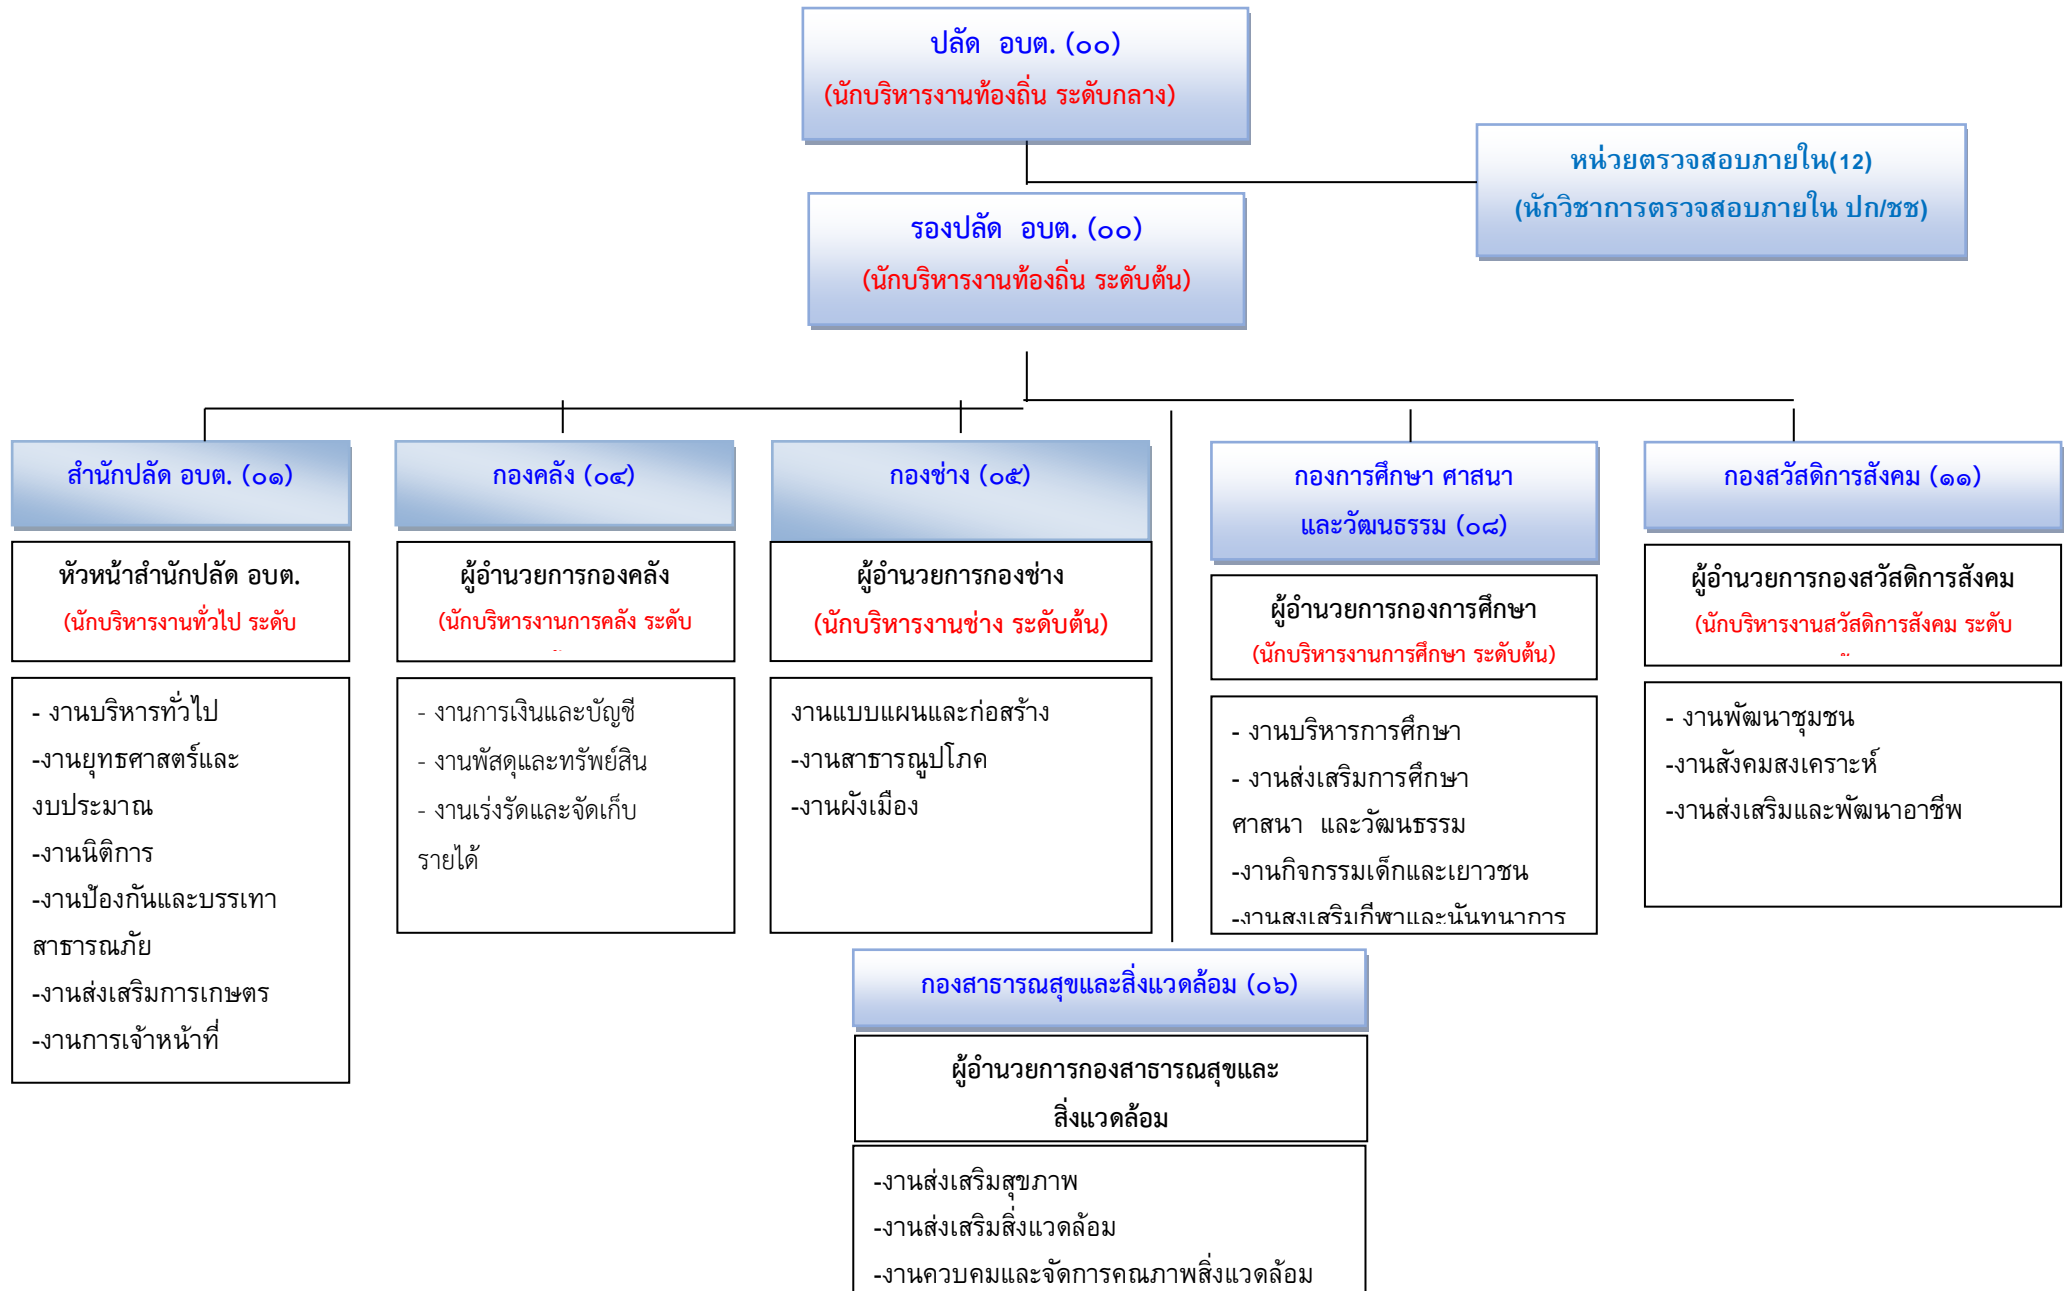 ปลัด  อบต. (๐๐)
(นักบริหารงานท้องถิ่น ระดับกลาง)
หน่วยตรวจสอบภายใน(12)
(นักวิชาการตรวจสอบภายใน ปก/ชช)
รองปลัด  อบต. (๐๐)
(นักบริหารงานท้องถิ่น ระดับต้น)
สำนักปลัด อบต. (๐๑)
หัวหน้าสำนักปลัด อบต.
(นักบริหารงานทั่วไป ระดับ
- งานบริหารทั่วไป
-งานยุทธศาสตร์และ
งบประมาณ
-งานนิติการ
-งานป้องกันและบรรเทา
สาธารณภัย
-งานส่งเสริมการเกษตร
-งานการเจ้าหน้าที่
กองคลัง (๐๔)
ผู้อำนวยการกองคลัง
(นักบริหารงานการคลัง ระดับ
- งานการเงินและบัญชี
- งานพัสดุและทรัพย์สิน
- งานเร่งรัดและจัดเก็บ
รายได้
กองช่าง (๐๕)
ผู้อำนวยการกองช่าง
(นักบริหารงานช่าง ระดับต้น)
งานแบบแผนและก่อสร้าง
-งานสาธารณูปโภค
-งานผังเมือง
กองการศึกษา ศาสนา
และวัฒนธรรม (๐๘)
ผู้อำนวยการกองการศึกษา
(นักบริหารงานการศึกษา ระดับต้น)
- งานบริหารการศึกษา
- งานส่งเสริมการศึกษา
ศาสนา  และวัฒนธรรม
-งานกิจกรรมเด็กและเยาวชน
-งานส่งเสริมกีฬาและนันทนาการ
กองสวัสดิการสังคม (๑๑)
ผู้อำนวยการกองสวัสดิการสังคม
(นักบริหารงานสวัสดิการสังคม ระดับ
- งานพัฒนาชุมชน
-งานสังคมสงเคราะห์
-งานส่งเสริมและพัฒนาอาชีพ
กองสาธารณสุขและสิ่งแวดล้อม (๐๖)
ผู้อำนวยการกองสาธารณสุขและ
สิ่งแวดล้อม
-งานส่งเสริมสุขภาพ
-งานส่งเสริมสิ่งแวดล้อม
-งานควบคุมและจัดการคุณภาพสิ่งแวดล้อม